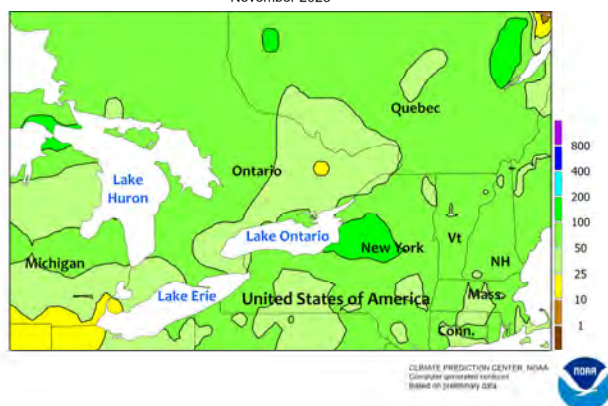 November 2025
Quebec
Ontario
Lake
Huron
Lake Ontario
New York
Vt
NH
Michigan
Lake Erie
United States of America
Mass.
Conn.
800
400
200
100
50
25
10
1
CLIMATE PREDICTION CENTER, NOAA
Computer generated contours
Based on preliminary data
NOAA